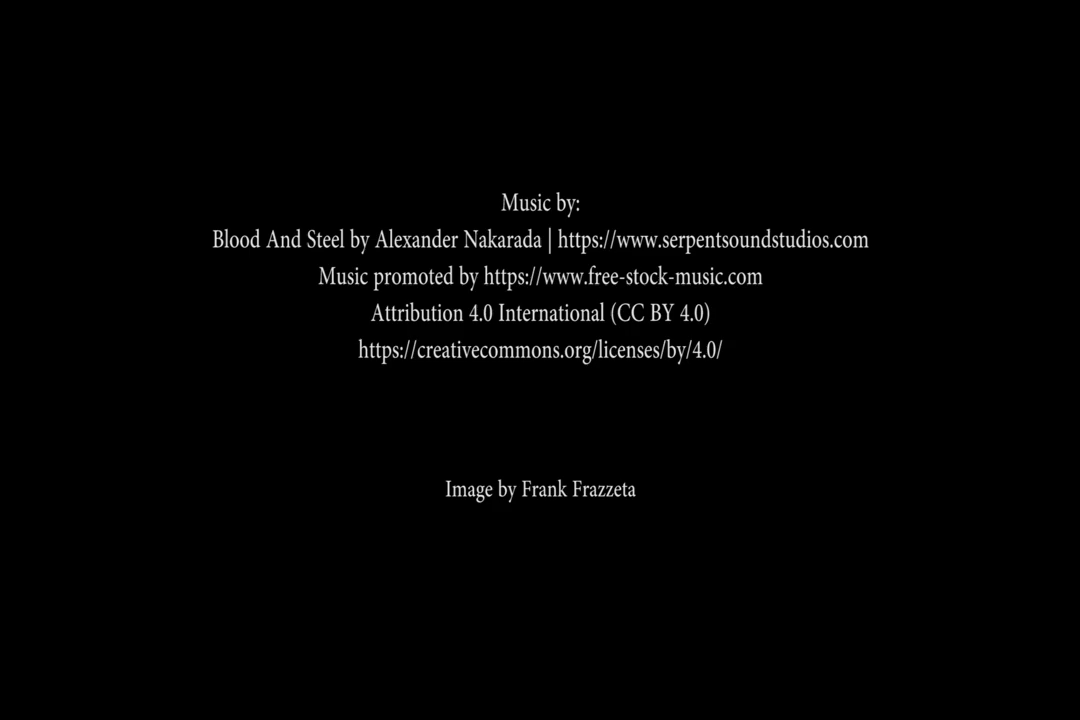 Music by:
Blood And Steel by Alexander Nakarada | https://www.serpentsoundstudios.com
Music promoted by https://www.free-stock-music.com
Attribution 4.0 International (CC BY 4.0)
https://creativecommons.org/licenses/by/4.0/
Image by Frank Frazzeta